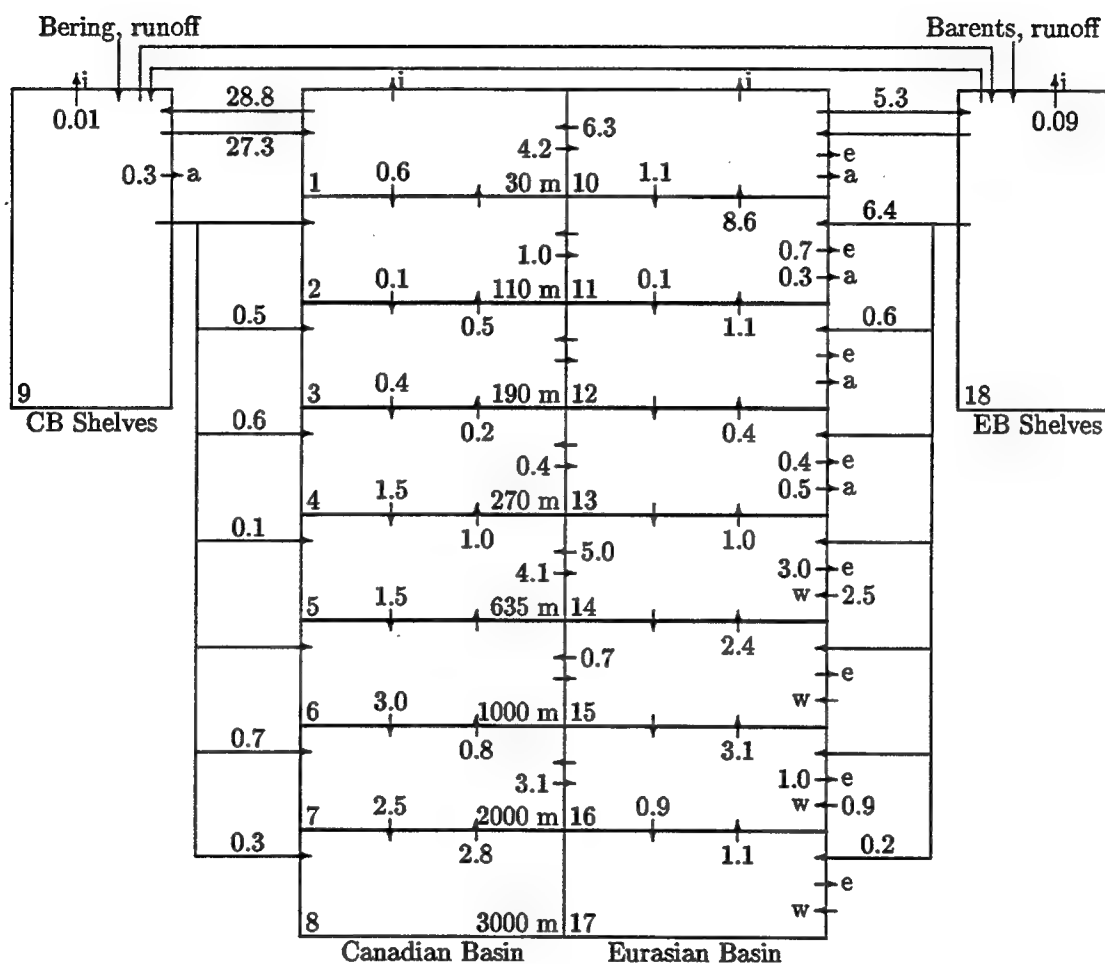 Bering, runoff Barents, runoff
i i i i
28.8 5.3
0.01 0.09
27.3 6.3
4.2 e
0.3 a 0.6 1.1 a
1 30 m 10
8.6 6.4
1.0 0.7 e
0.1 0.1 0.3 a
2 110 m 11
0.5 0.5 1.1 0.6
e
0.4 a
9 3 190 m 12 18
CB Shelves EB Shelves
0.6 0.2 0.4
0.4 0.4 e
1.5 0.5 a
4 270 m 13
0.1 1.0 1.0
5.0
4.1 3.0 e
1.5 w 2.5
5 635 m 14
2.4
0.7 e
3.0 w
6 1000 m 15
0.7 0.8 3.1
3.1 1.0 e
2.5 0.9 w 0.9
7 2000 m 16
0.3 2.8 1.1 0.2
e
w
8 3000 m 17
Canadian Basin Eurasian Basin